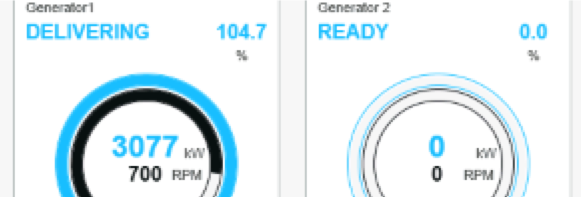 Generator1
DELIVERING 104.7
%
3077 kW
700 RPM
Generator 2
READY 0.0
%
0 kW
0 RPM